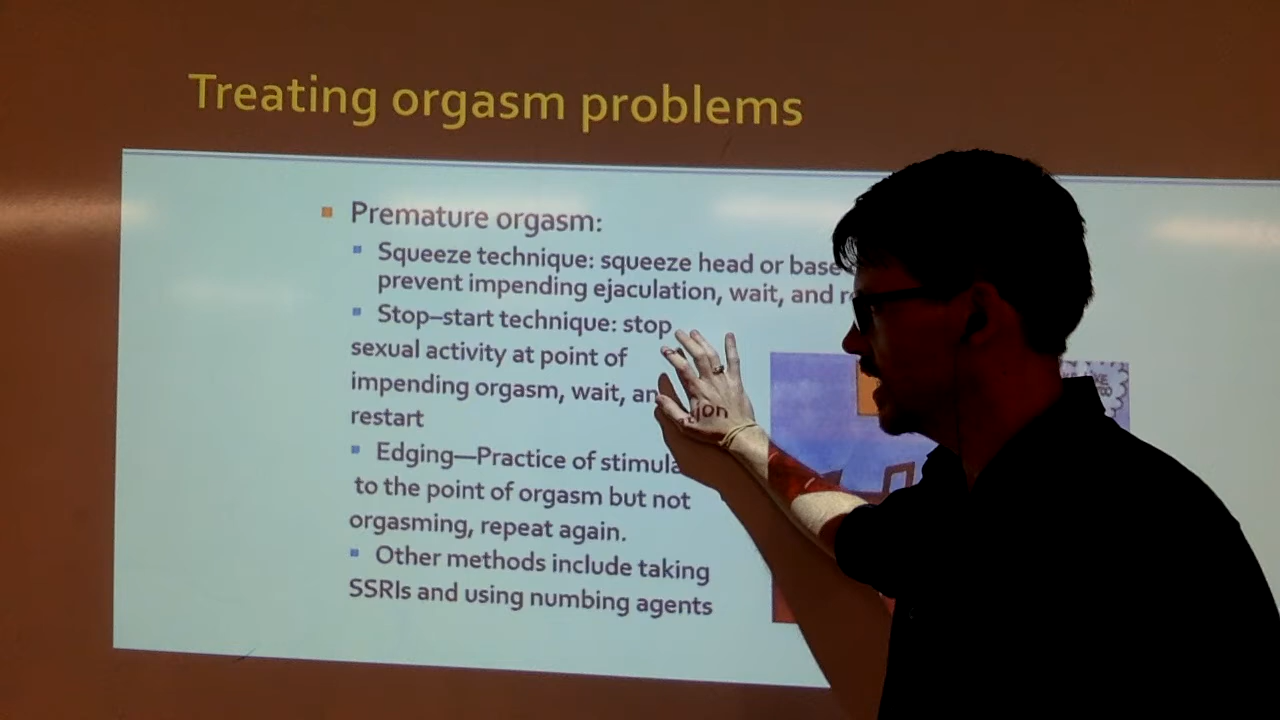 Treating orgasm problems
Premature orgasm:
Squeeze technique: squeeze head or base
prevent impending ejaculation, wait, and
Stop–start technique: stop
sexual activity at point of
impending orgasm, wait, an
restart
Edging—Practice of stimula
to the point of orgasm but not
orgasming, repeat again.
Other methods include taking
SSRIs and using numbing agents